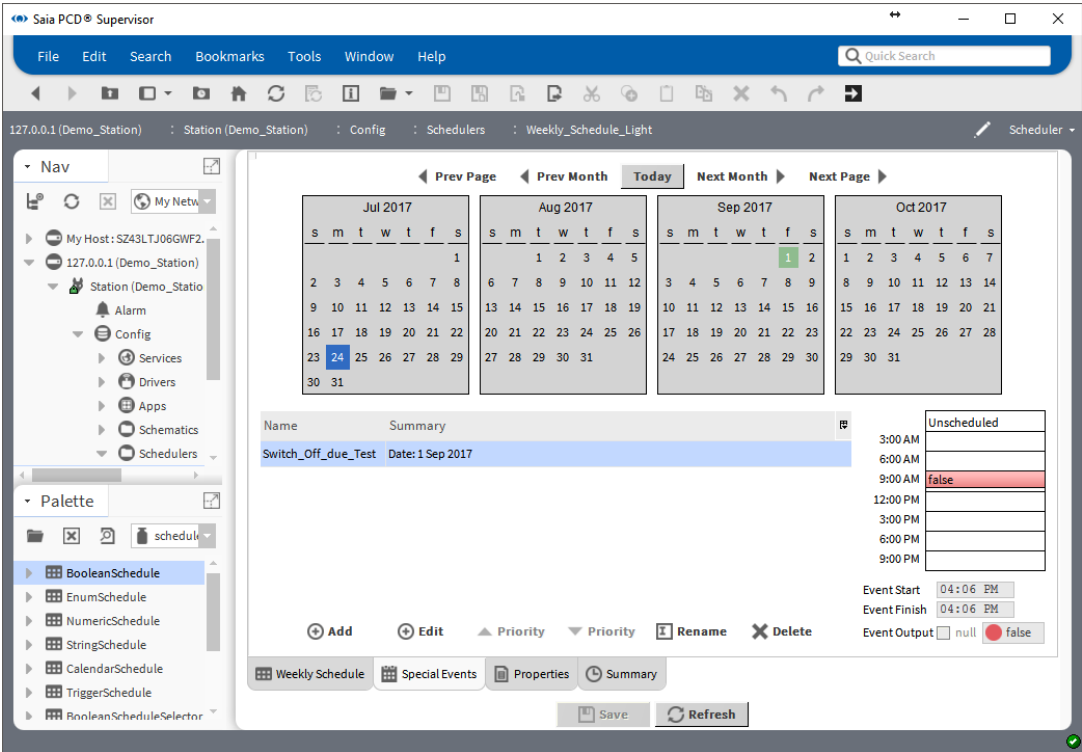 Saia PCD® Supervisor
File Edit Search Bookmarks Tools Window Help
Quick Search
127.0.0.1 (Demo_Station) : Station (Demo_Station) : Config : Schedulers : Weekly_Schedule_Light
Scheduler
Nav
My Netw
My Host : SZ43LTJ06GWF2.
127.0.0.1 (Demo_Station)
Station (Demo_Statio
Alarm
Config
Services
Drivers
Apps
Schematics
Schedulers
Palette
schedule
BooleanSchedule
EnumSchedule
NumericSchedule
StringSchedule
CalendarSchedule
TriggerSchedule
BooleanScheduleSelector
Prev Page Prev Month Today Next Month Next Page
Jul 2017
s m t w t f s
1
2 3 4 5 6 7 8
9 10 11 12 13 14 15
16 17 18 19 20 21 22
23 24 25 26 27 28 29
30 31
Aug 2017
s m t w t f s
1 2 3 4 5
6 7 8 9 10 11 12
13 14 15 16 17 18 19
20 21 22 23 24 25 26
27 28 29 30 31
Sep 2017
s m t w t f s
1 2
3 4 5 6 7 8 9
10 11 12 13 14 15 16
17 18 19 20 21 22 23
24 25 26 27 28 29 30
Oct 2017
s m t w t f s
1 2 3 4 5 6 7
8 9 10 11 12 13 14
15 16 17 18 19 20 21
22 23 24 25 26 27 28
29 30 31
Name Summary
Switch_Off_due_Test Date: 1 Sep 2017
Unscheduled
3:00 AM
6:00 AM
9:00 AM false
12:00 PM
3:00 PM
6:00 PM
9:00 PM
Event Start 04:06 PM
Event Finish 04:06 PM
Event Output null false
Add Edit Priority Priority Rename Delete
Weekly Schedule Special Events Properties Summary
Save Refresh